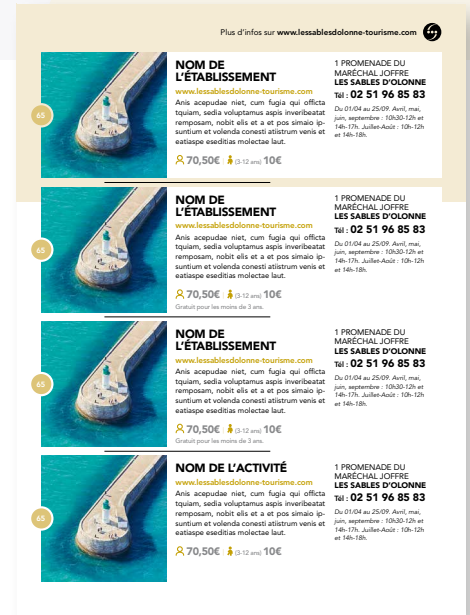 Plus d'infos sur www.lessablesdolonne-tourisme.com
65
NOM DE
L'ÉTABLISSEMENT
www.lessablesdolonne-tourisme.com
Anis acepudae niet, cum fugia qui officta
tquiam, sedia voluptamus aspis inveribeatat
remposam, nobit elis et a et pos simaio ip-
suntium et volenda conesti atiistrum venis et
eatiaspe eseditias molectae laut.
70,50€ (3-12 ans) 10€
1 PROMENADE DU
MARÉCHAL JOFFRE
LES SABLES D'OLONNE
Tél : 02 51 96 85 83
Du 01/04 au 25/09. Avril, mai,
juin, septembre : 10h30-12h et
14h-17h. Juillet-Août : 10h-12h
et 14h-18h.
65
NOM DE
L'ÉTABLISSEMENT
www.lessablesdolonne-tourisme.com
Anis acepudae niet, cum fugia qui officta
tquiam, sedia voluptamus aspis inveribeatat
remposam, nobit elis et a et pos simaio ip-
suntium et volenda conesti atiistrum venis et
eatiaspe eseditias molectae laut.
70,50€ (3-12 ans) 10€
Gratuit pour les moins de 3 ans.
1 PROMENADE DU
MARÉCHAL JOFFRE
LES SABLES D'OLONNE
Tél : 02 51 96 85 83
Du 01/04 au 25/09. Avril, mai,
juin, septembre : 10h30-12h et
14h-17h. Juillet-Août : 10h-12h
et 14h-18h.
65
NOM DE
L'ÉTABLISSEMENT
www.lessablesdolonne-tourisme.com
Anis acepudae niet, cum fugia qui officta
tquiam, sedia voluptamus aspis inveribeatat
remposam, nobit elis et a et pos simaio ip-
suntium et volenda conesti atiistrum venis et
eatiaspe eseditias molectae laut.
70,50€ (3-12 ans) 10€
Gratuit pour les moins de 3 ans.
1 PROMENADE DU
MARÉCHAL JOFFRE
LES SABLES D'OLONNE
Tél : 02 51 96 85 83
Du 01/04 au 25/09. Avril, mai,
juin, septembre : 10h30-12h et
14h-17h. Juillet-Août : 10h-12h
et 14h-18h.
65
NOM DE L'ACTIVITÉ
www.lessablesdolonne-tourisme.com
Anis acepudae niet, cum fugia qui officta
tquiam, sedia voluptamus aspis inveribeatat
remposam, nobit elis et a et pos simaio ip-
suntium et volenda conesti atiistrum venis et
eatiaspe eseditias molectae laut.
70,50€ (3-12 ans) 10€
1 PROMENADE DU
MARÉCHAL JOFFRE
LES SABLES D'OLONNE
Tél : 02 51 96 85 83
Du 01/04 au 25/09. Avril, mai,
juin, septembre : 10h30-12h et
14h-17h. Juillet-Août : 10h-12h
et 14h-18h.